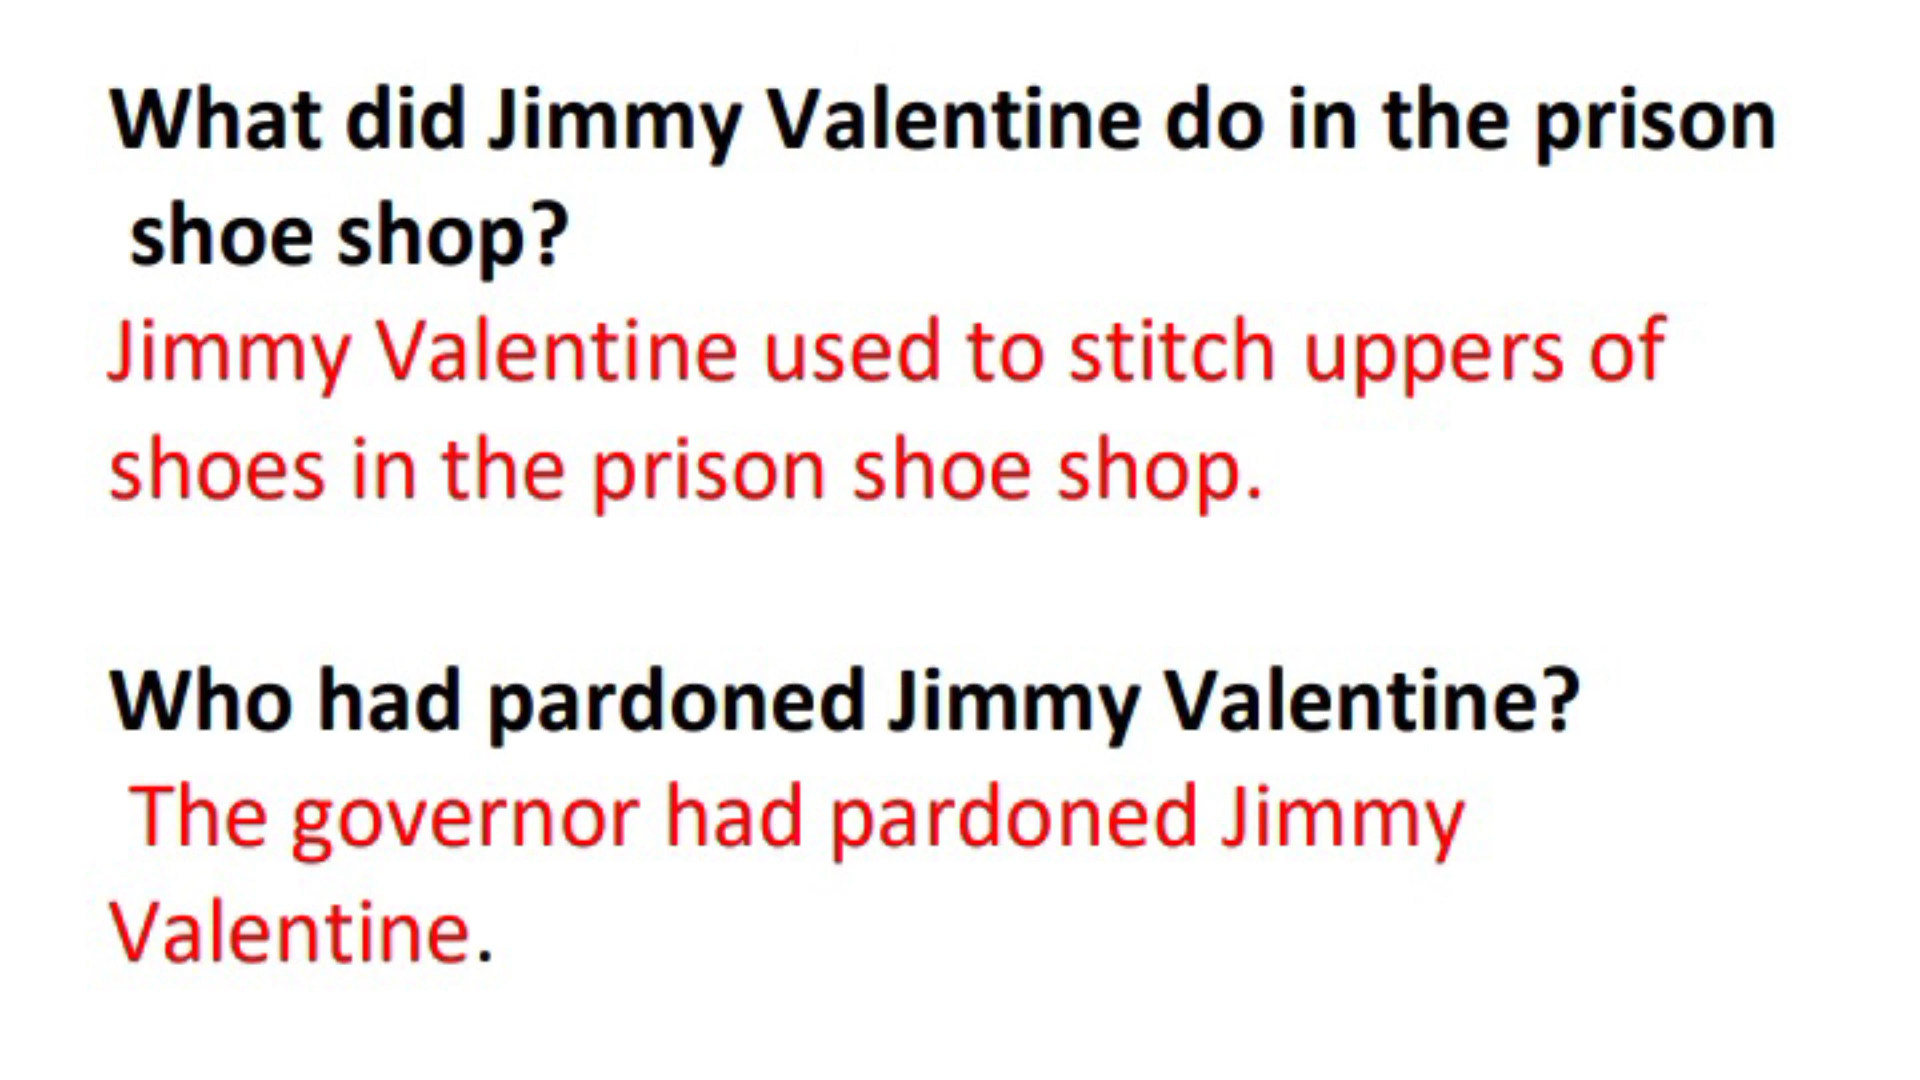 What did Jimmy Valentine do in the prison
shoe shop?
Jimmy Valentine used to stitch uppers of
shoes in the prison shoe shop.
Who had pardoned Jimmy Valentine?
The governor had pardoned Jimmy
Valentine.